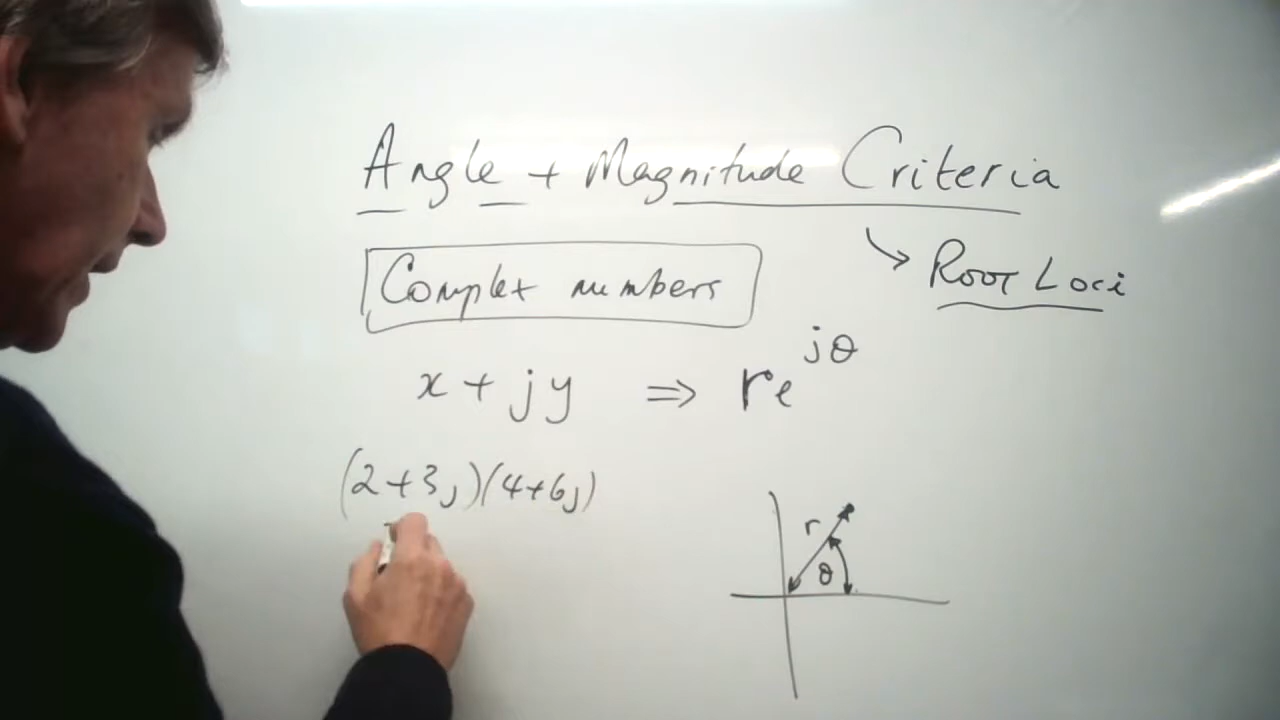 Angle + Magnitude Criteria
Complex numbers
→ Root Loci
x + jy ⇒ re^{jθ}
(2+3j)(4+6j)
r
θ